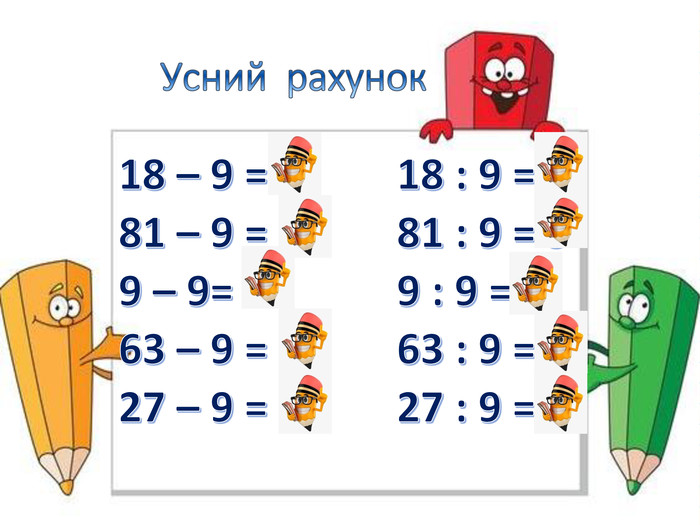 Усний рахунок
18 – 9 =
81 – 9 =
9 – 9=
63 – 9 =
27 – 9 =
18 : 9 =
81 : 9 =
9 : 9 =
63 : 9 =
27 : 9 =